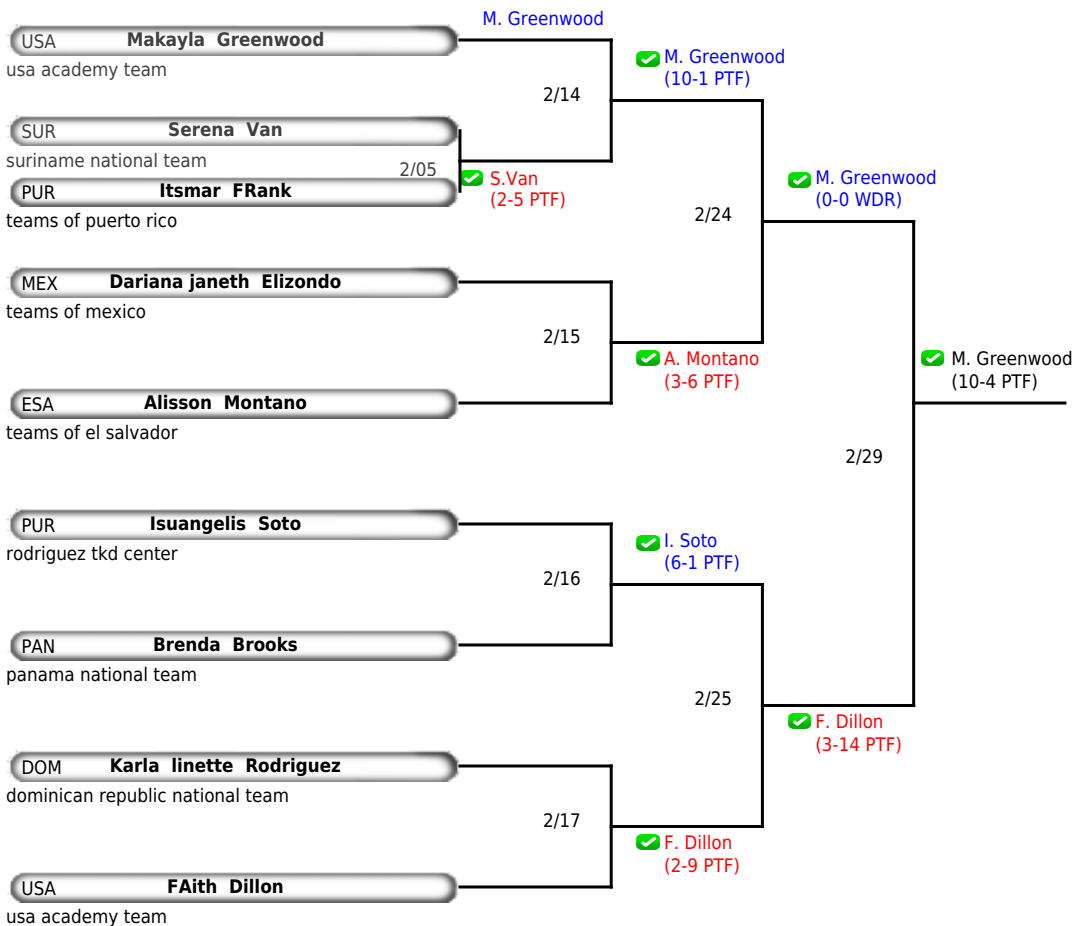 M. Greenwood
USA Makayla Greenwood
usa academy team
M. Greenwood
(10-1 PTF)
2/14
SUR Serena Van
suriname national team
2/05
S.Van
(2-5 PTF)
PUR Itsmar FRank
teams of puerto rico
M. Greenwood
(0-0 WDR)
2/24
MEX Dariana janeth Elizondo
teams of mexico
2/15
A. Montano
(3-6 PTF)
M. Greenwood
(10-4 PTF)
ESA Alisson Montano
teams of el salvador
2/29
PUR Isuangelis Soto
rodriguez tkd center
I. Soto
(6-1 PTF)
2/16
PAN Brenda Brooks
panama national team
2/25
F. Dillon
(3-14 PTF)
DOM Karla linette Rodriguez
dominican republic national team
2/17
F. Dillon
(2-9 PTF)
USA FAith Dillon
usa academy team